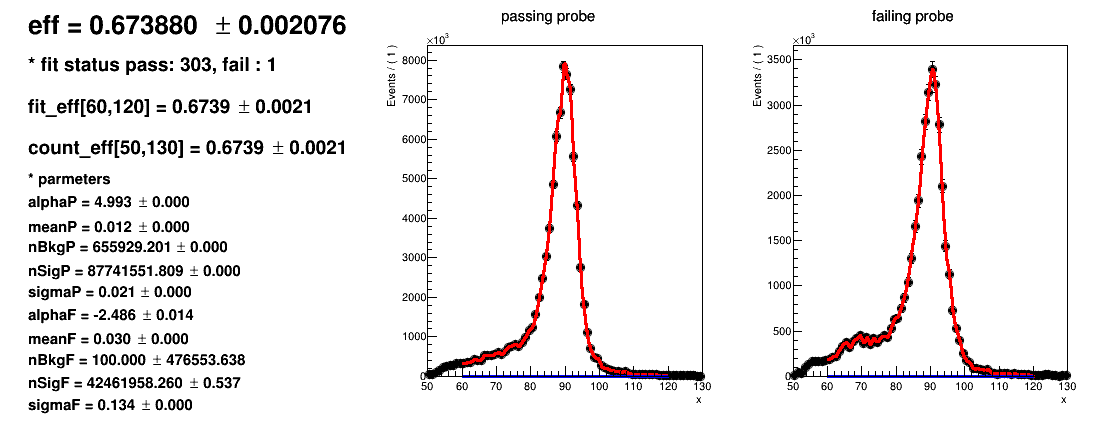 eff = 0.673880 ± 0.002076
* fit status pass: 303, fail : 1
fit_eff[60,120] = 0.6739 ± 0.0021
count_eff[50,130] = 0.6739 ± 0.0021
* parmeters
alphaP = 4.993 ± 0.000
meanP = 0.012 ± 0.000
nBkgP = 655929.201 ± 0.000
nSigP = 87741551.809 ± 0.000
sigmaP = 0.021 ± 0.000
alphaF = -2.486 ± 0.014
meanF = 0.030 ± 0.000
nBkgF = 100.000 ± 476553.638
nSigF = 42461958.260 ± 0.537
sigmaF = 0.134 ± 0.000
passing probe
×10³
Events / ( 1 )
8000
7000
6000
5000
4000
3000
2000
1000
0
50 60 70 80 90 100 110 120 130
x
failing probe
×10³
Events / ( 1 )
3500
3000
2500
2000
1500
1000
500
0
50 60 70 80 90 100 110 120 130
x